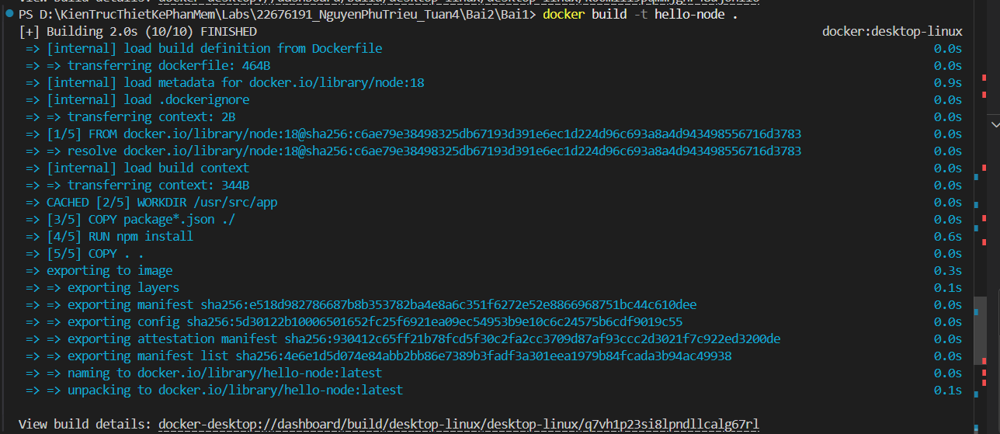 PS D:\KienTrucThietKePhanMem\Labs\22676191_NguyenPhuTrieu_Tuan4\Bai2\Bai1> docker build -t hello-node .
[+] Building 2.0s (10/10) FINISHED docker:desktop-linux
=> [internal] load build definition from Dockerfile 0.0s
=> => transferring dockerfile: 464B 0.0s
=> [internal] load metadata for docker.io/library/node:18 0.9s
=> [internal] load .dockerignore 0.0s
=> => transferring context: 2B 0.0s
=> [1/5] FROM docker.io/library/node:18@sha256:c6ae79e38498325db67193d391e6ec1d224d96c693a8a4d943498556716d3783 0.0s
=> => resolve docker.io/library/node:18@sha256:c6ae79e38498325db67193d391e6ec1d224d96c693a8a4d943498556716d3783 0.0s
=> [internal] load build context 0.0s
=> => transferring context: 344B 0.0s
=> CACHED [2/5] WORKDIR /usr/src/app 0.0s
=> [3/5] COPY package*.json ./ 0.0s
=> [4/5] RUN npm install 0.6s
=> [5/5] COPY . . 0.0s
=> exporting to image 0.3s
=> => exporting layers 0.1s
=> => exporting manifest sha256:e518d982786687b8b353782ba4e8a6c351f6272e52e8866968751bc44c610dee 0.0s
=> => exporting config sha256:5d30122b10006501652fc25f6921ea09ec54953b9e10c6c24575b6cdf9019c55 0.0s
=> => exporting attestation manifest sha256:930412c65ff21b78fcd5f30c2fa2cc3709d87af93ccc2d3021f7c922ed3200de 0.0s
=> => exporting manifest list sha256:4e6e1d5d074e84abb2bb86e7389b3fadf3a301eea1979b84fcada3b94ac49938 0.0s
=> => naming to docker.io/library/hello-node:latest 0.0s
=> => unpacking to docker.io/library/hello-node:latest 0.1s
View build details: docker-desktop://dashboard/build/desktop-linux/desktop-linux/q7vh1p23si8lpndllcalg67rl